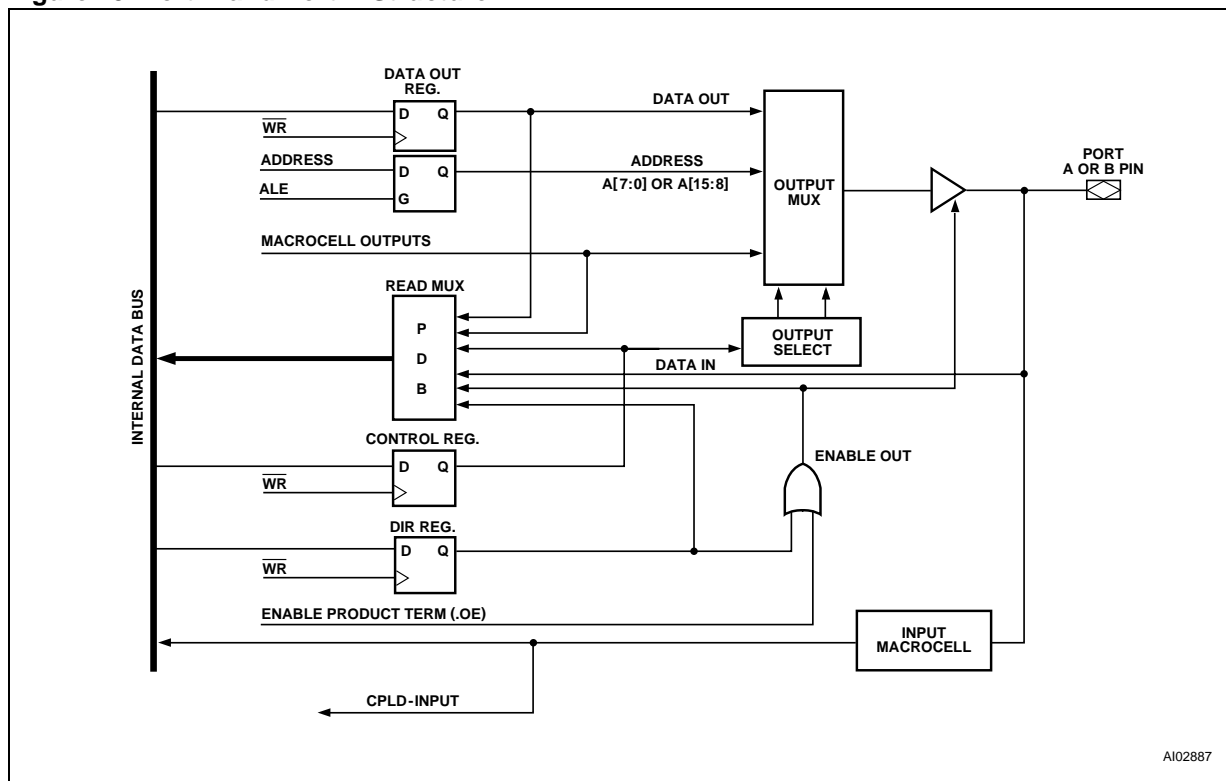 DATA OUT
REG.
D Q
WR
DATA OUT
ADDRESS
D Q
ALE
G
ADDRESS
A[7:0] OR A[15:8]
OUTPUT
MUX
PORT
A OR B PIN
MACROCELL OUTPUTS
READ MUX
P
D
B
OUTPUT
SELECT
DATA IN
INTERNAL DATA BUS
CONTROL REG.
D Q
WR
ENABLE OUT
DIR REG.
D Q
WR
ENABLE PRODUCT TERM (.OE)
INPUT
MACROCELL
CPLD-INPUT
AI02887